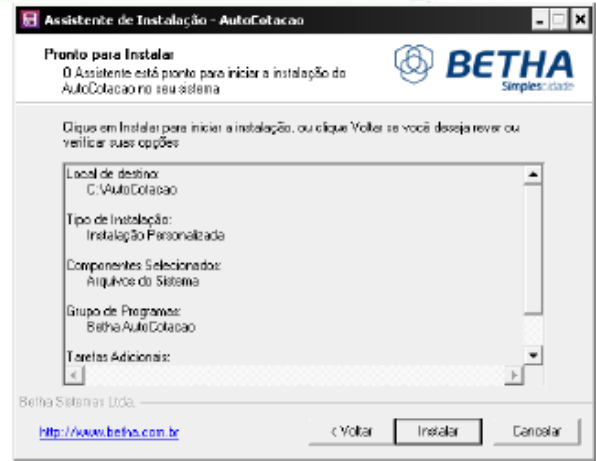 Assistente de Instalação - AutoCotacao
Pronto para Instalar
O Assistente está pronto para iniciar a instalação do
AutoCotacao no seu sistema
BETHA
Simplescidade
Clique em Instalar para iniciar a instalação, ou clique Voltar se você deseja rever ou
verificar suas opções
Local de destino:
C:\AutoCotacao
Tipo de Instalação:
Instalação Personalizada
Componentes Selecionados:
Arquivos do Sistema
Grupo de Programas:
Betha AutoCotacao
Tarefas Adicionais:
Betha Sistemas Ltda.
http://www.betha.com.br
< Voltar
Instalar
Cancelar